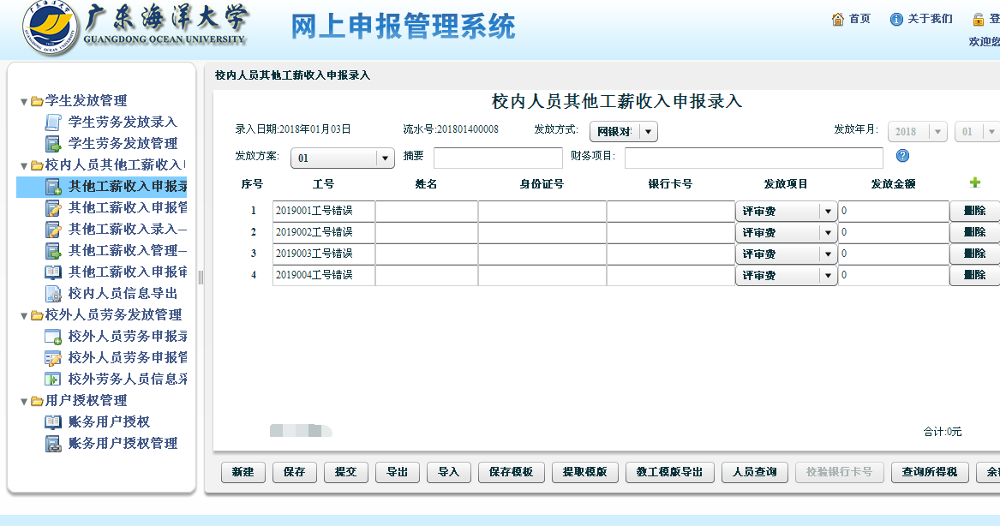 广东海洋大学
GUANGDONG OCEAN UNIVERSITY
网上申报管理系统
首页 关于我们
欢迎您
学生发放管理
学生劳务发放录入
学生劳务发放管理
校内人员其他工薪收入
其他工薪收入申报录
其他工薪收入申报管
其他工薪收入录入一
其他工薪收入管理一
其他工薪收入申报审
校内人员信息导出
校外人员劳务发放管理
校外人员劳务申报录
校外人员劳务申报管
校外劳务人员信息采
用户授权管理
账务用户授权
账务用户授权管理
校内人员其他工薪收入申报录入
校内人员其他工薪收入申报录入
录入日期:2018年01月03日 流水号:201801400008 发放方式: 网银对 发放年月: 2018 01
发放方案: 01 摘要 财务项目:
序号 工号 姓名 身份证号 银行卡号 发放项目 发放金额
1 2019001工号错误 评审费 0 删除
2 2019002工号错误 评审费 0 删除
3 2019003工号错误 评审费 0 删除
4 2019004工号错误 评审费 0 删除
合计:0元
新建 保存 提交 导出 导入 保存模板 提取模版 教工模版导出 人员查询 校验银行卡号 查询所得税 余